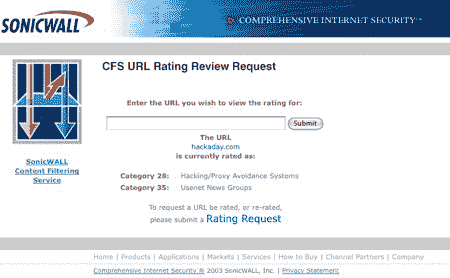 SONICWALL
COMPREHENSIVE INTERNET SECURITY™
CFS URL Rating Review Request
Enter the URL you wish to view the rating for:
Submit
The URL
hackaday.com
is currently rated as:
SonicWALL
Content Filtering
Service
Category 28: Hacking/Proxy Avoidance Systems
Category 35: Usenet News Groups
To request a URL be rated, or re-rated,
please submit a Rating Request
Home | Products | Applications | Markets | Services | How to Buy | Channel Partners | Company
Comprehensive Internet Security ® 2003 SonicWALL, Inc. | Privacy Statement